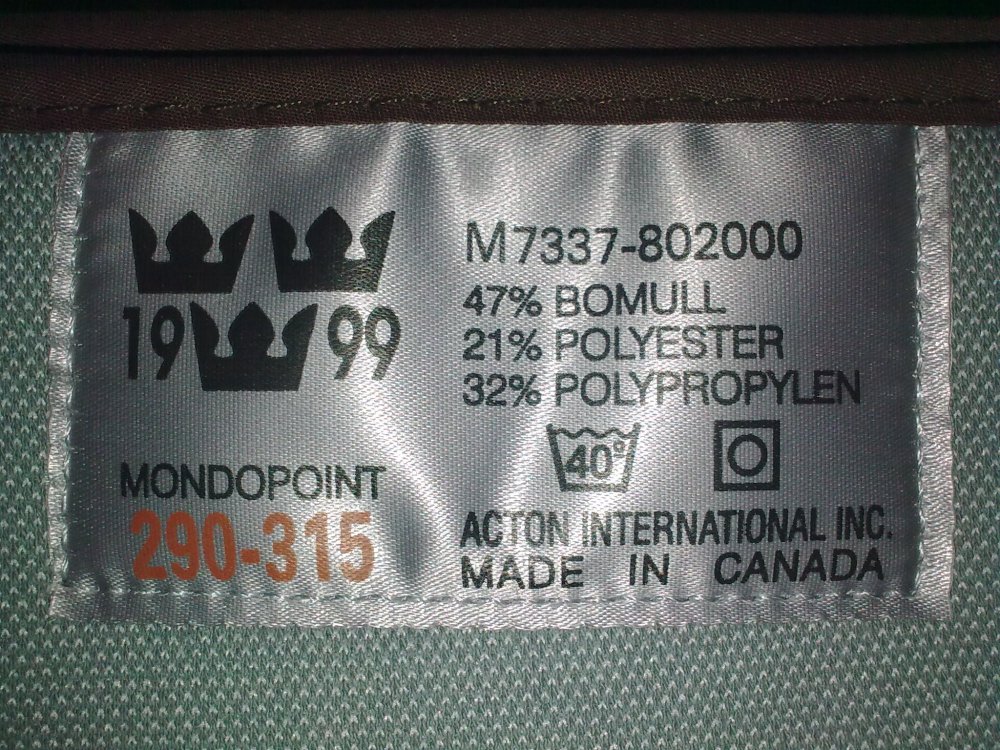 19 99
MONDOPOINT
290-315
M7337-802000
47% BOMULL
21% POLYESTER
32% POLYPROPYLEN
40°
ACTON INTERNATIONAL INC.
MADE IN CANADA